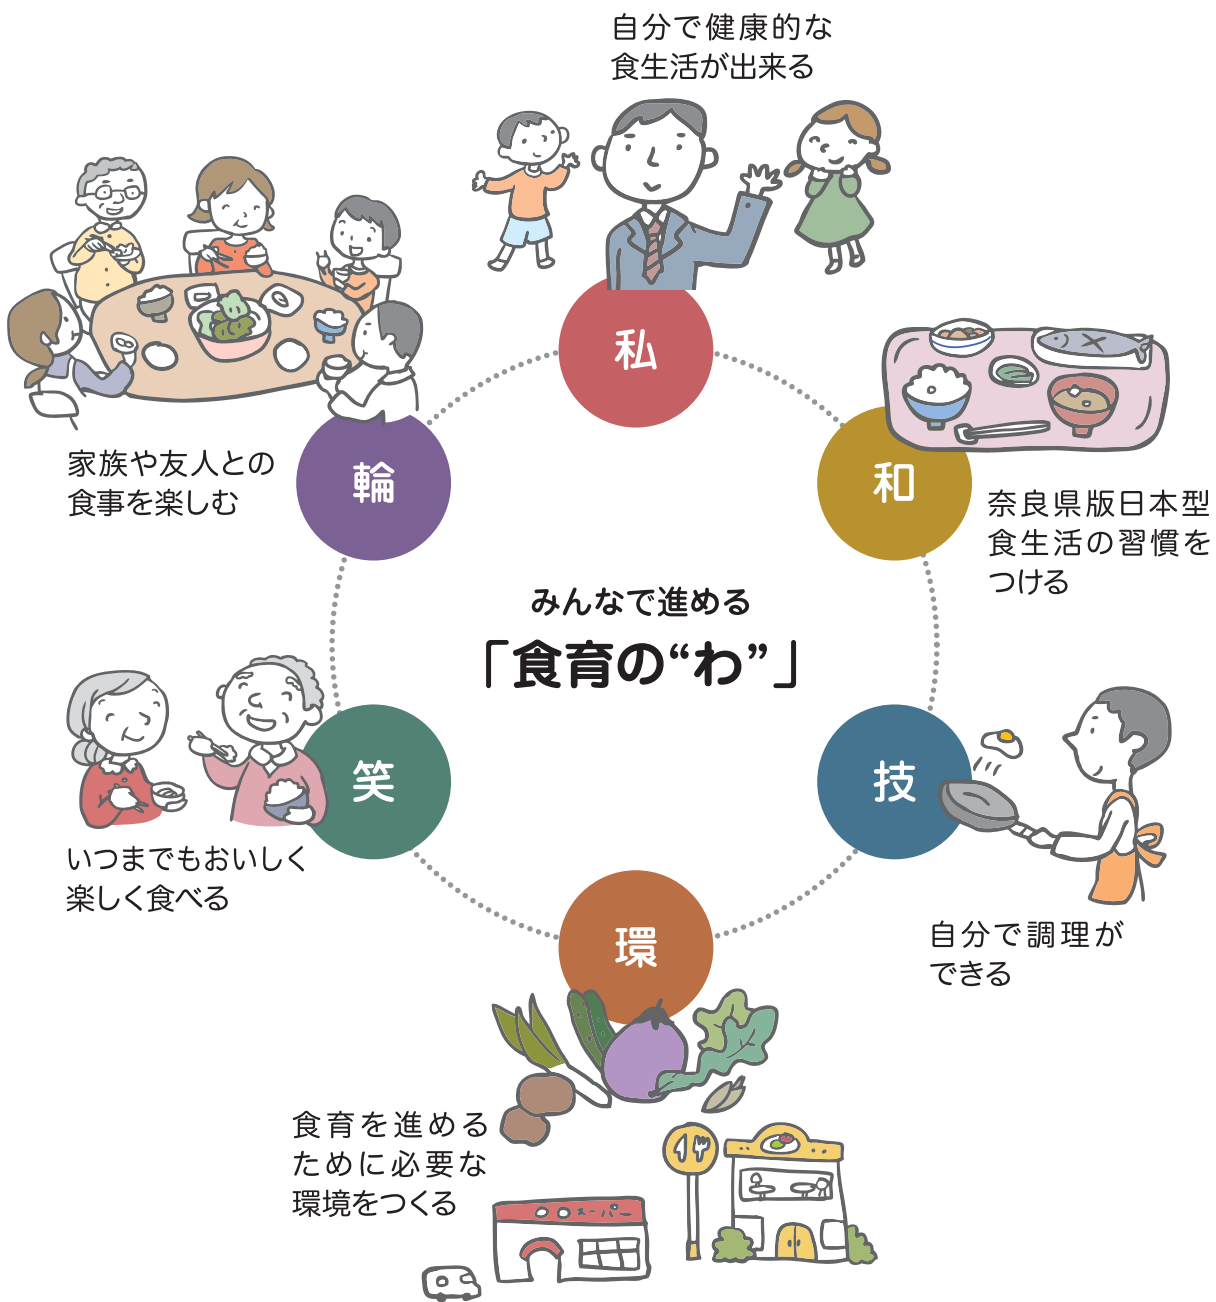 自分で健康的な
食生活が出来る
私
和
奈良県版日本型
食生活の習慣を
つける
技
自分で調理が
できる
環
食育を進める
ために必要な
環境をつくる
○○スーパー
笑
いつまでもおいしく
楽しく食べる
輪
家族や友人との
食事を楽しむ
みんなで進める
「食育の“わ”」